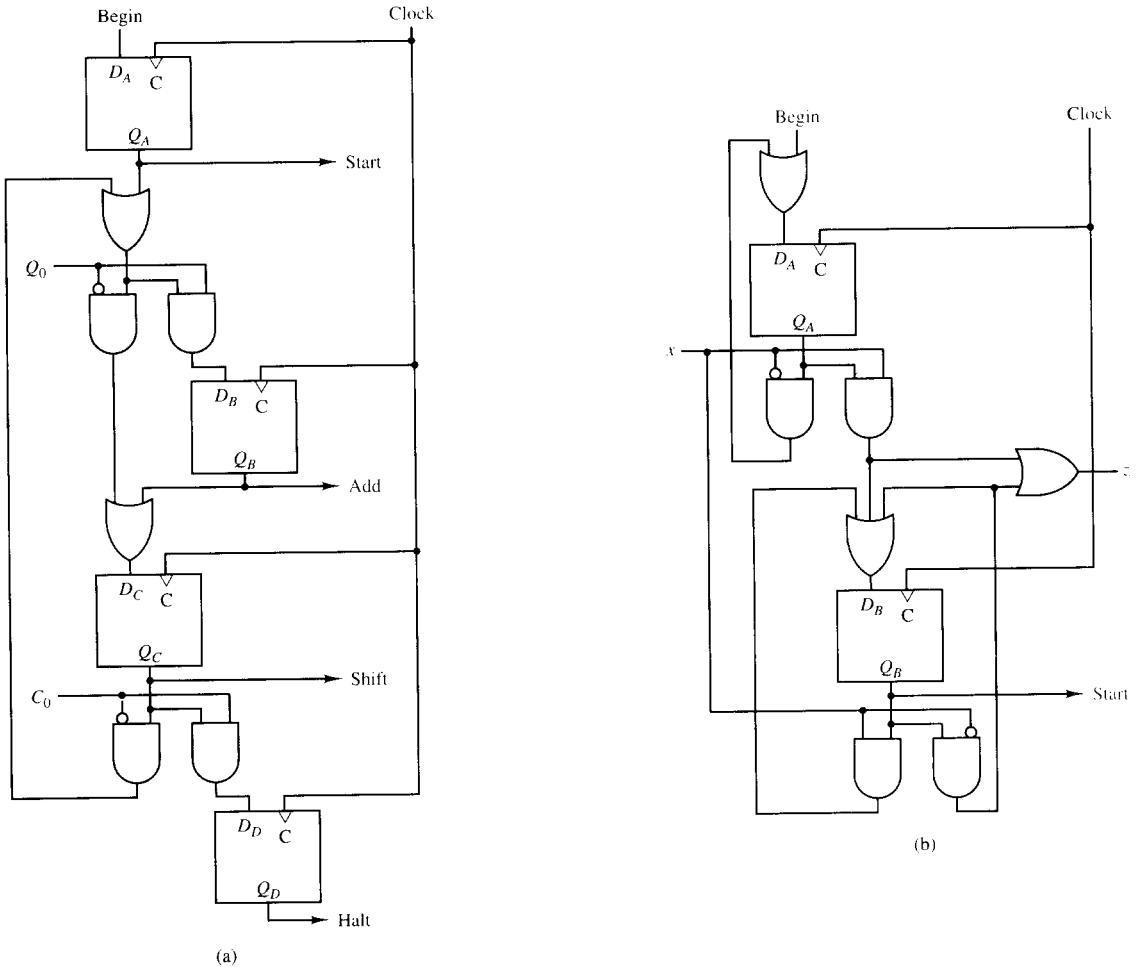 Begin
Clock
D_A
C
Q_A
Start
Q_0
D_B
C
Q_B
Add
D_C
C
Q_C
Shift
C_0
D_D
C
Q_D
Halt
(a)
Begin
Clock
D_A
C
Q_A
x
z
D_B
C
Q_B
Start
(b)